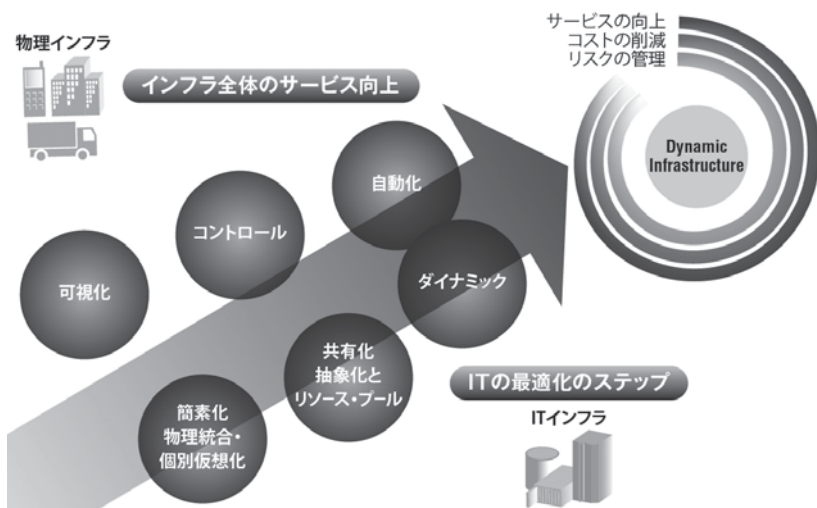 物理インフラ
インフラ全体のサービス向上
サービスの向上
コストの削減
リスクの管理
Dynamic
Infrastructure
自動化
コントロール
可視化
ダイナミック
共有化
抽象化と
リソース・プール
簡素化
物理統合・
個別仮想化
ITの最適化のステップ
ITインフラ